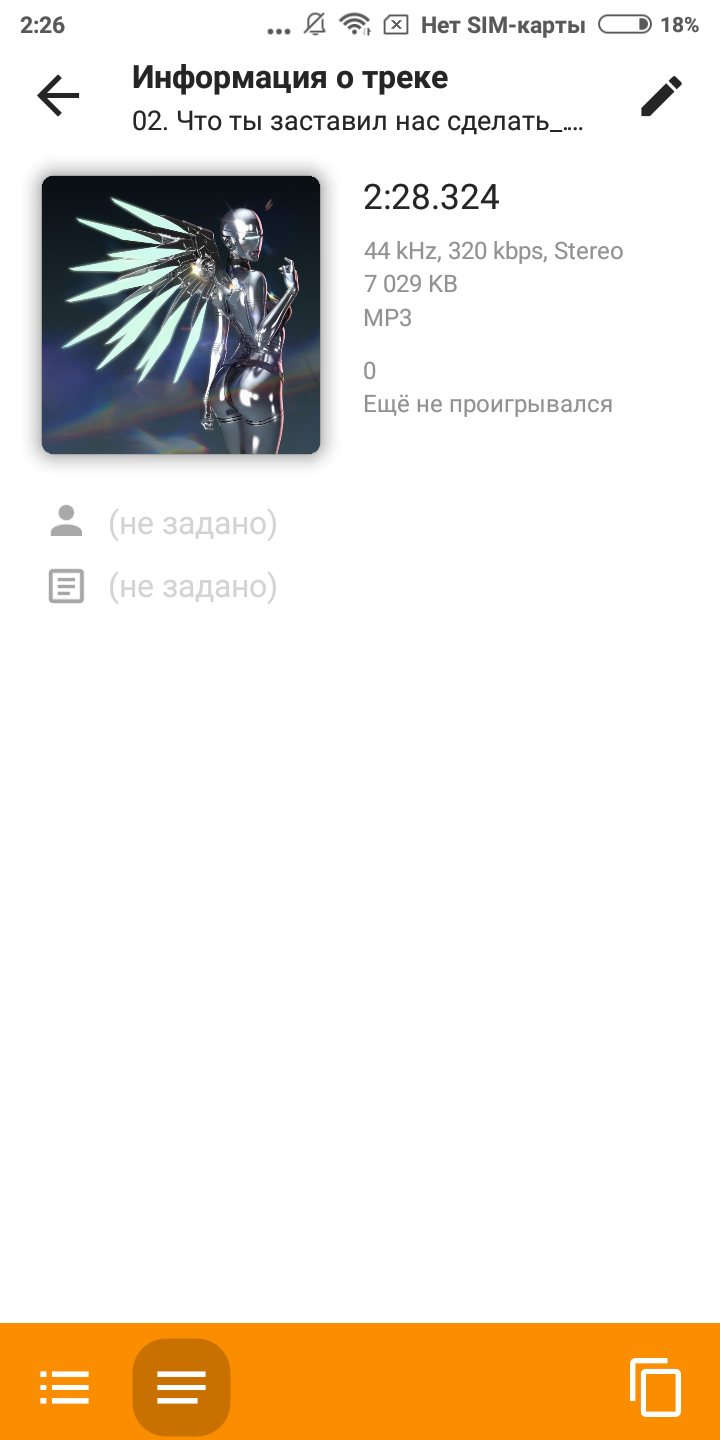 2:26
... Нет SIM-карты 18%
Информация о треке
02. Что ты заставил нас сделать_....
2:28.324
44 kHz, 320 kbps, Stereo
7 029 KB
MP3
0
Ещё не проигрывался
(не задано)
(не задано)